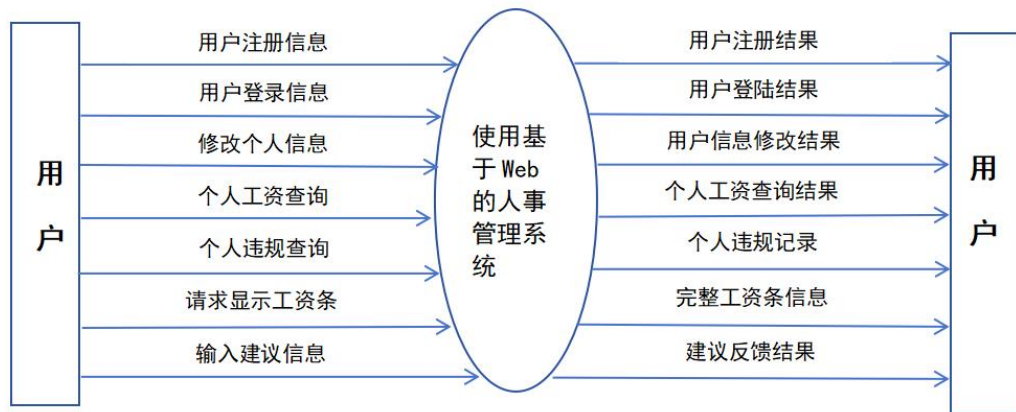 用户
用户注册信息
用户登录信息
修改个人信息
个人工资查询
个人违规查询
请求显示工资条
输入建议信息
使用基
于Web
的人事
管理系
统
用户注册结果
用户登陆结果
用户信息修改结果
个人工资查询结果
个人违规记录
完整工资条信息
建议反馈结果
用户